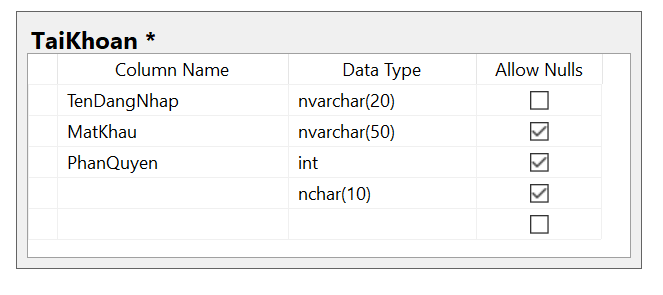 TaiKhoan *
Column Name Data Type Allow Nulls
TenDangNhap nvarchar(20)
MatKhau nvarchar(50)
PhanQuyen int
nchar(10)